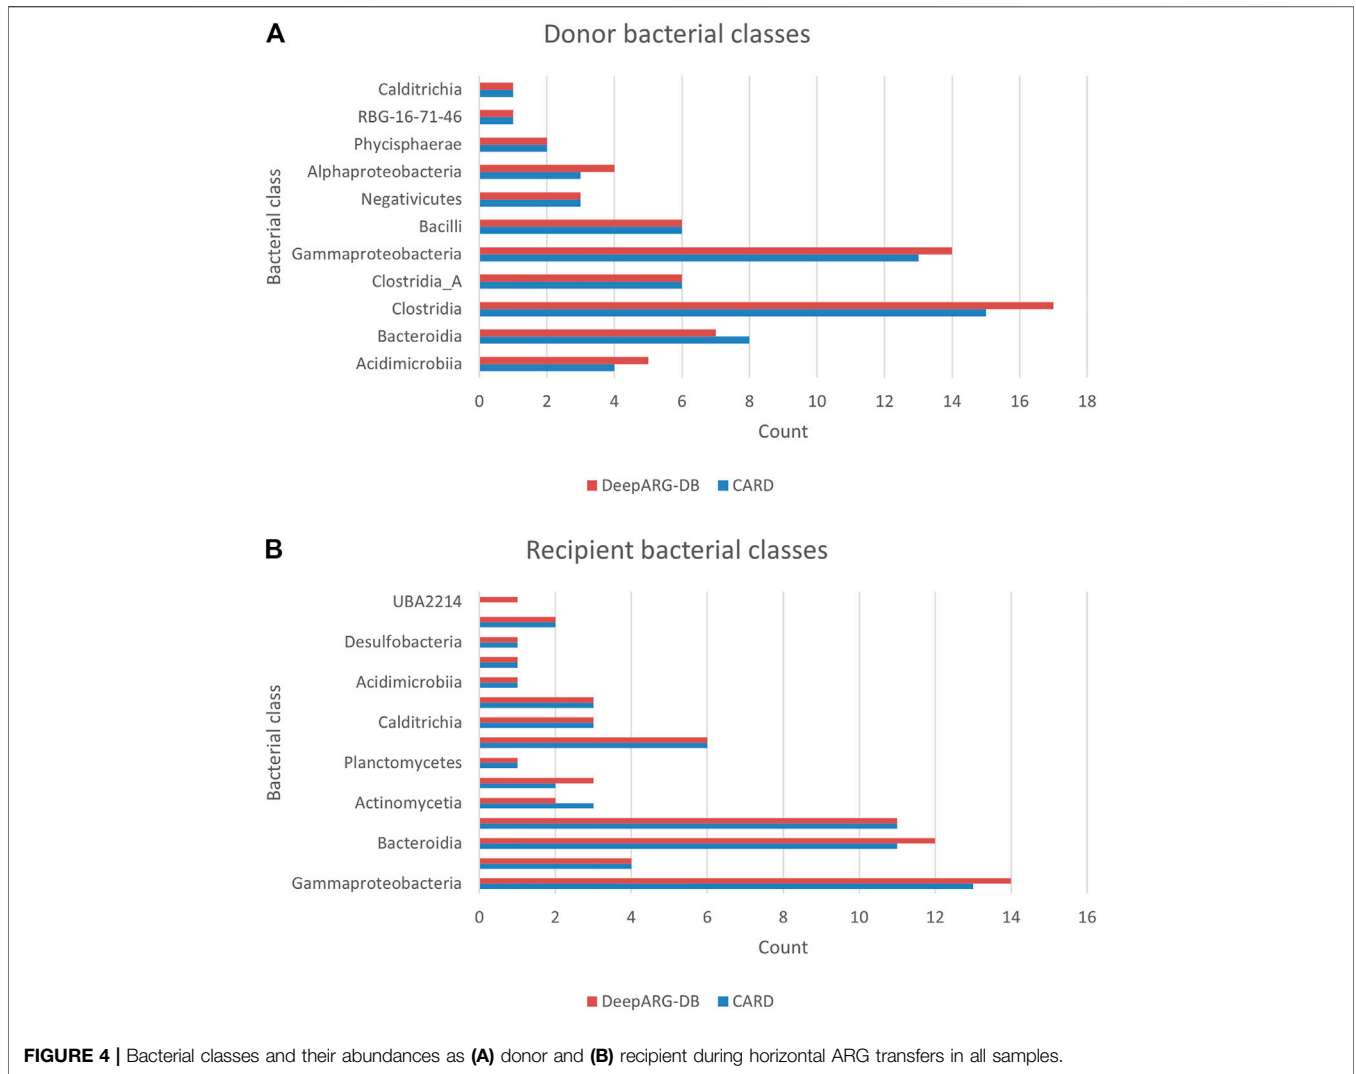 A
Donor bacterial classes
Bacterial class
Calditrichia
RBG-16-71-46
Phycisphaerae
Alphaproteobacteria
Negativicutes
Bacilli
Gammaproteobacteria
Clostridia_A
Clostridia
Bacteroidia
Acidimicrobiia
0 2 4 6 8 10 12 14 16 18
Count
DeepARG-DB CARD
B
Recipient bacterial classes
Bacterial class
UBA2214
Desulfobacteria
Acidimicrobiia
Calditrichia
Planctomycetes
Actinomycetia
Bacteroidia
Gammaproteobacteria
0 2 4 6 8 10 12 14 16
Count
DeepARG-DB CARD
FIGURE 4 | Bacterial classes and their abundances as (A) donor and (B) recipient during horizontal ARG transfers in all samples.